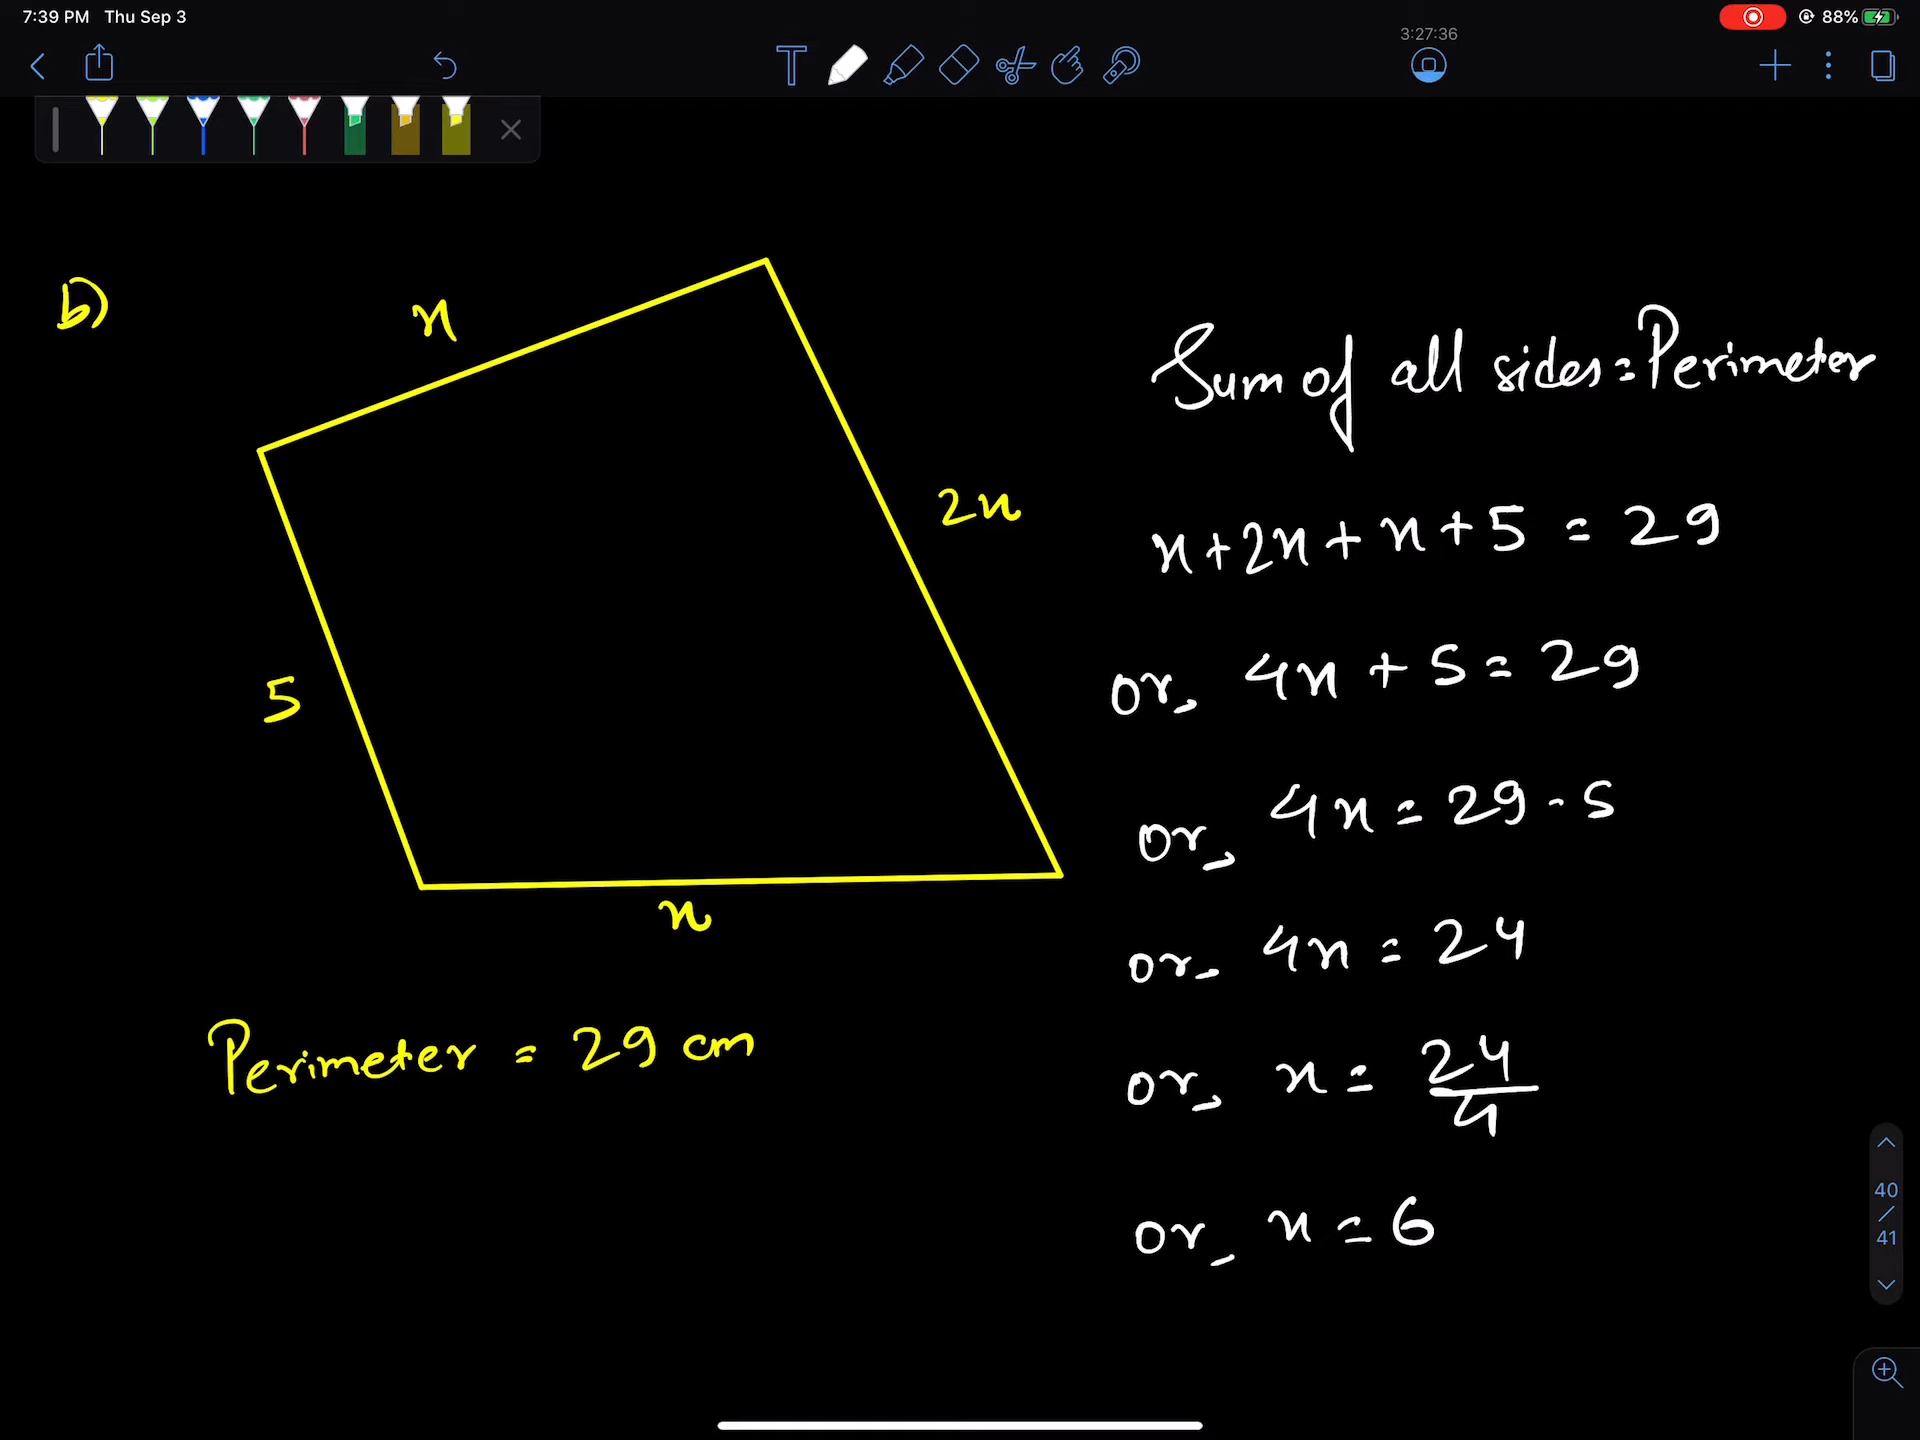 7:39 PM Thu Sep 3
88%
3:27:36
b)
x
2x
5
x
Perimeter = 29 cm
Sum of all sides = Perimeter
x + 2x + x + 5 = 29
or, 4x + 5 = 29
or, 4x = 29 - 5
or, 4x = 24
or, x = 24/4
or, x = 6
40
/
41